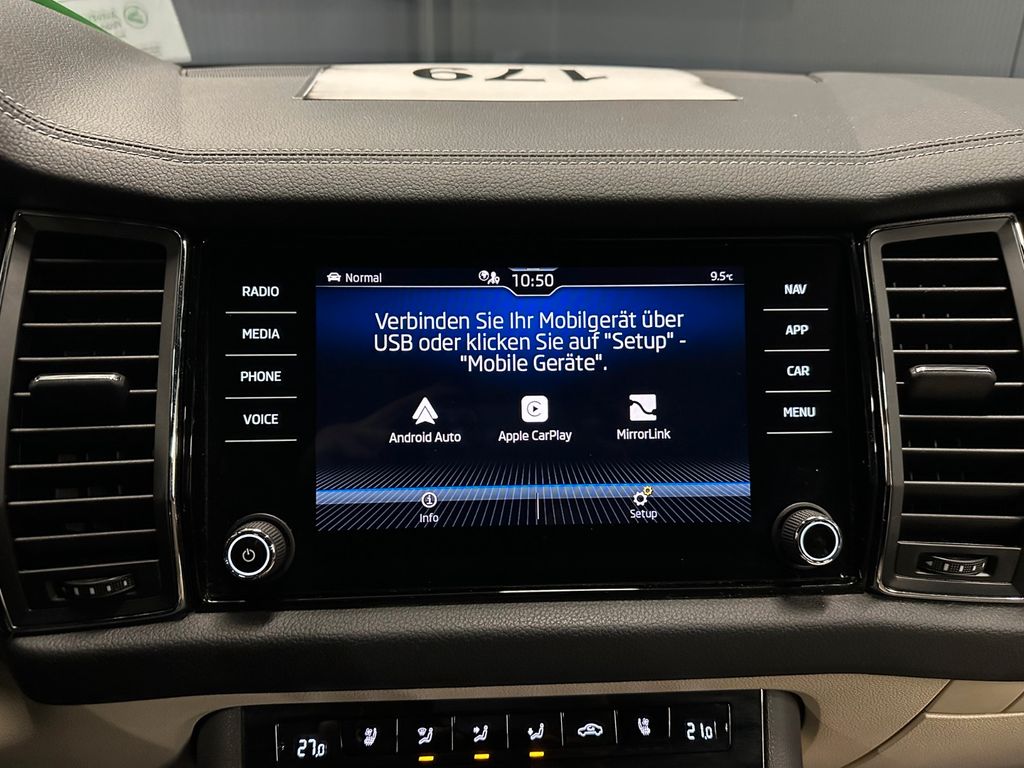 179
RADIO
MEDIA
PHONE
VOICE
Normal
10:50
9.5°C
Verbinden Sie Ihr Mobilgerät über
USB oder klicken Sie auf "Setup" -
"Mobile Geräte".
Android Auto
Apple CarPlay
MirrorLink
Info
Setup
NAV
APP
CAR
MENU
27.0
21.0